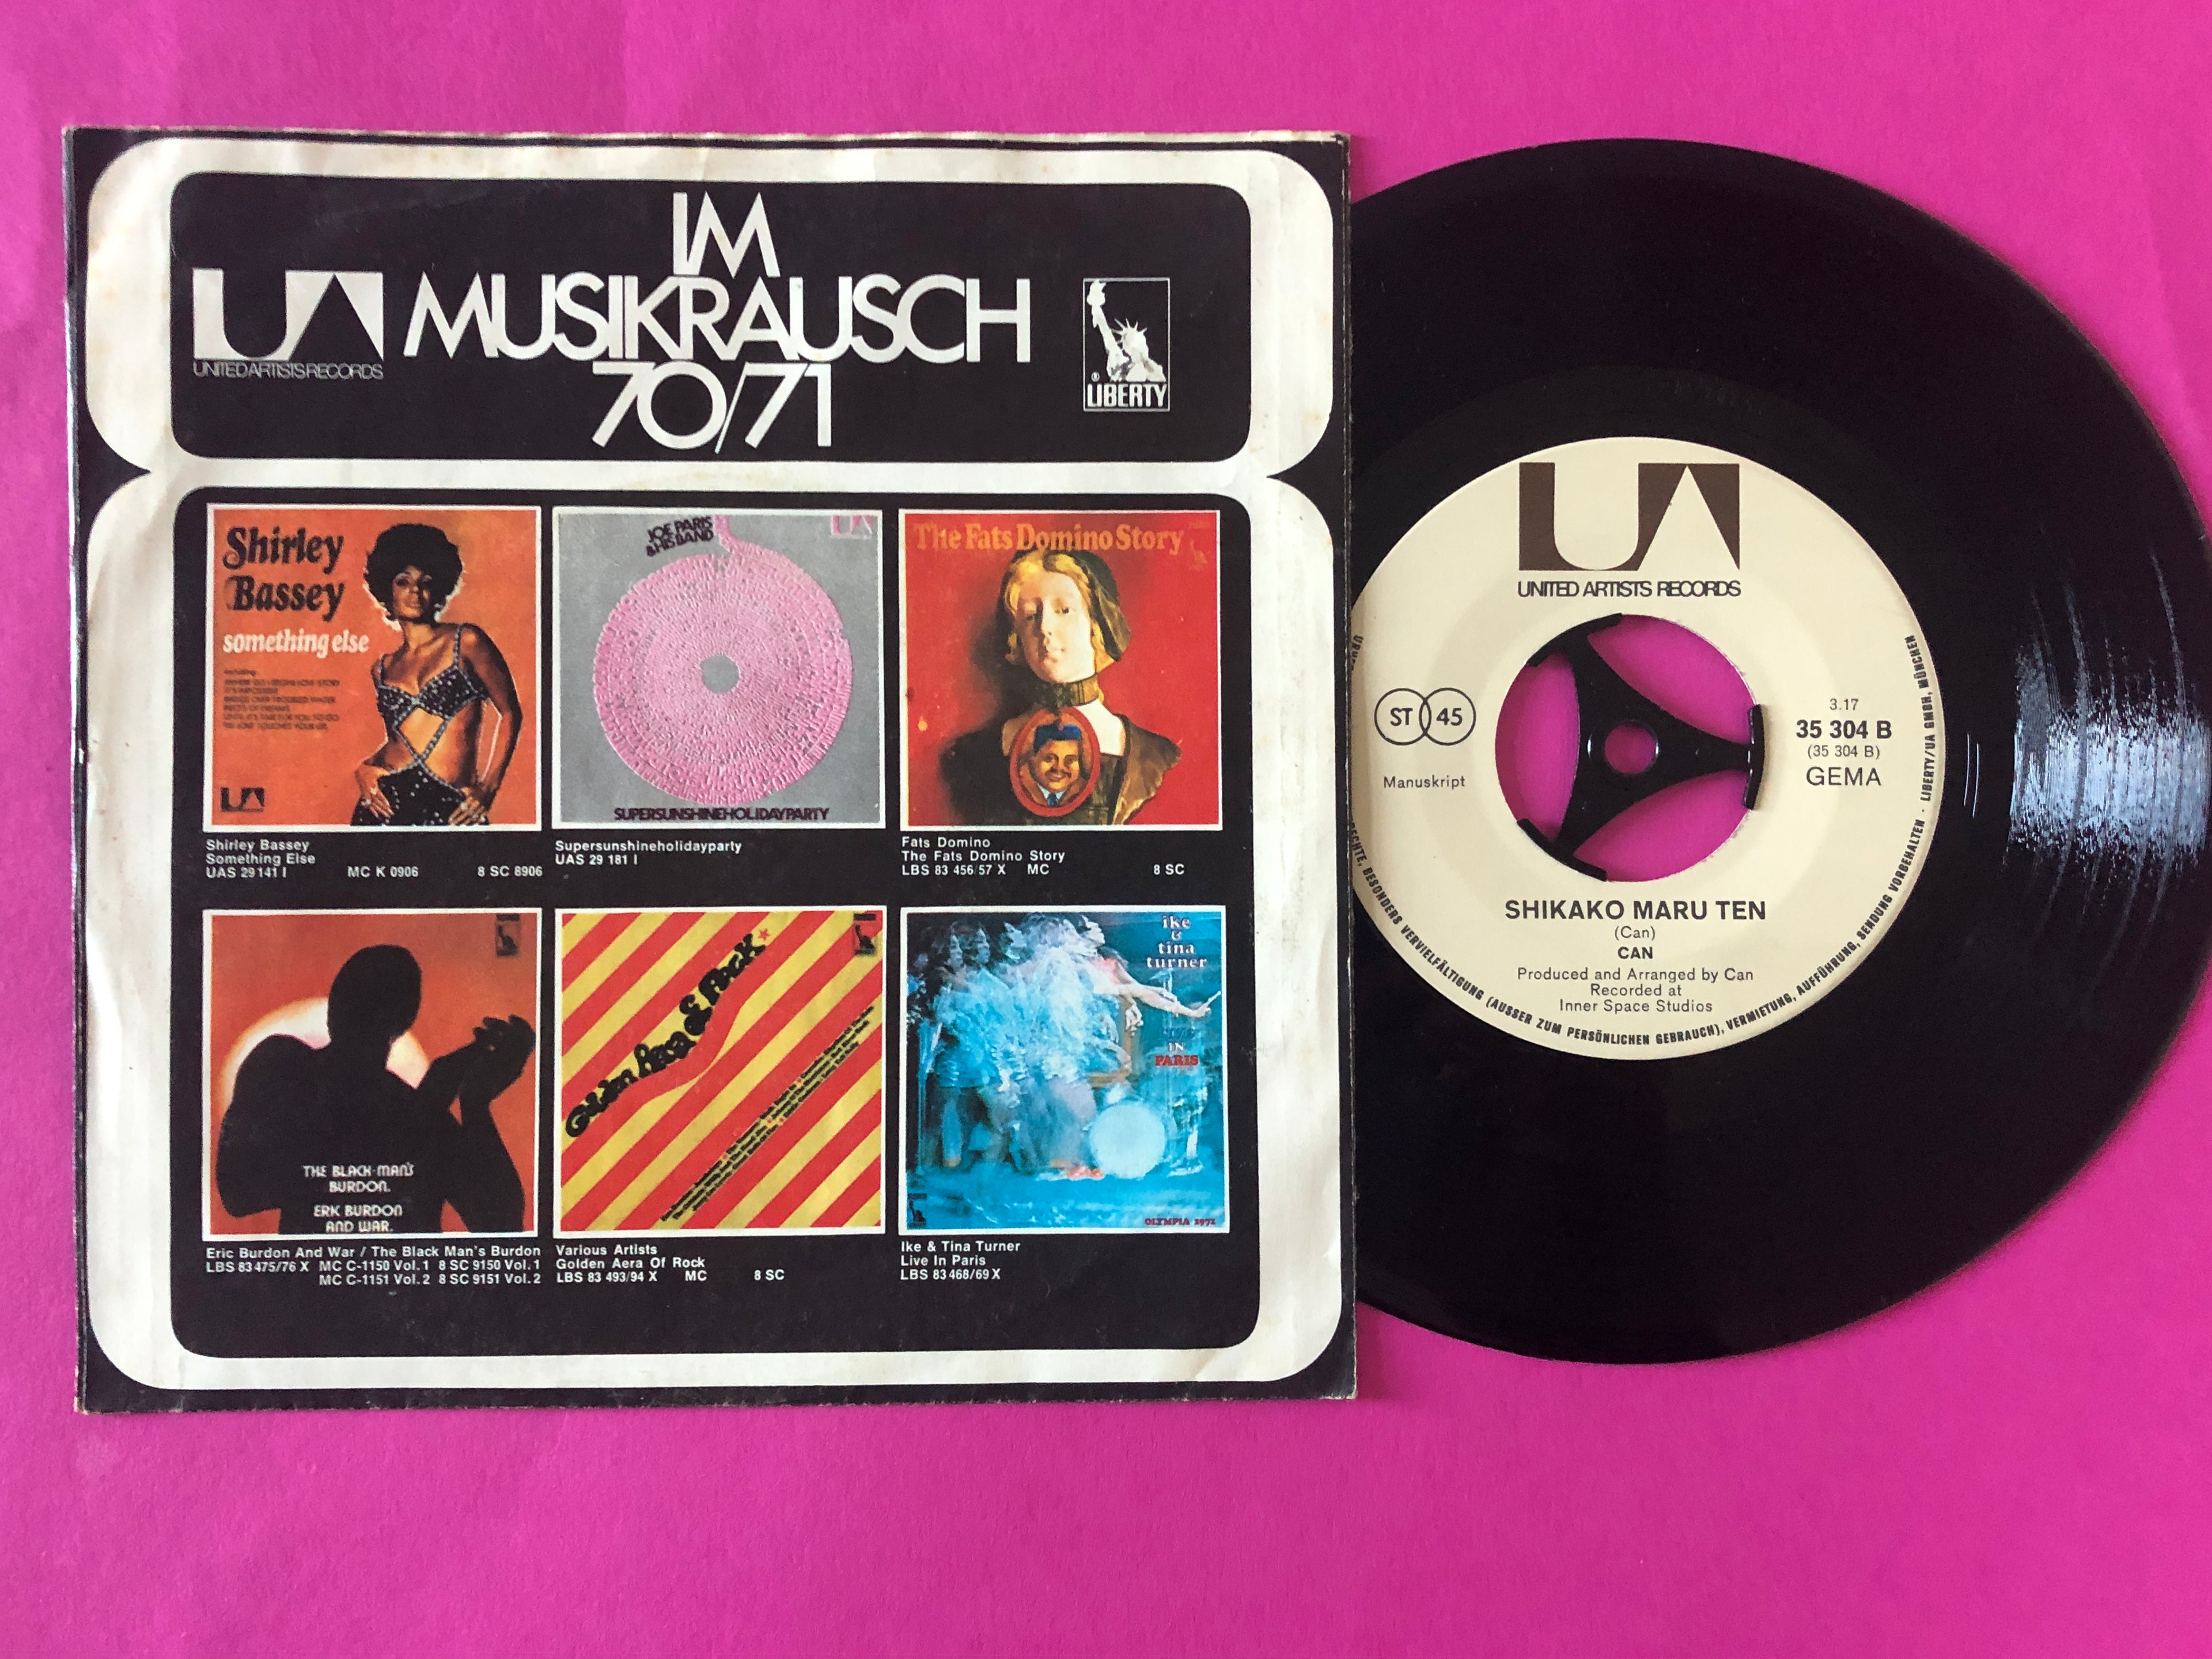 IM
MUSIKRAUSCH
70/71
UNITED ARTISTS RECORDS
® LIBERTY
Shirley
Bassey
something else
UA
JOE PARIS
& HIS BAND
UA
SUPERSUNSHINEHOLIDAYPARTY
The Fats Domino Story
Shirley Bassey
Something Else
UAS 29 141 I MC K 0906 8 SC 8906
Supersunshineholidayparty
UAS 29 181 I
Fats Domino
The Fats Domino Story
LBS 83 456/57 X MC 8 SC
THE BLACK-MAN'S
BURDON.
ERIC BURDON
AND WAR.
Golden Aera of Rock
ike
&
tina
turner
IN
PARIS
OLYMPIA 1971
Eric Burdon And War / The Black Man's Burdon
LBS 83 475/76 X MC C-1150 Vol. 1 8 SC 9150 Vol. 1
MC C-1151 Vol. 2 8 SC 9151 Vol. 2
Various Artists
Golden Aera Of Rock
LBS 83 493/94 X MC 8 SC
Ike & Tina Turner
Live In Paris
LBS 83 468/69 X
UA
UNITED ARTISTS RECORDS
ST 45
Manuskript
3.17
35 304 B
(35 304 B)
GEMA
SHIKAKO MARU TEN
(Can)
CAN
Produced and Arranged by Can
Recorded at
Inner Space Studios
BESONDERS VERVIELFÄLTIGUNG (AUSSER ZUM PERSÖNLICHEN GEBRAUCH), VERMIETUNG, AUFFÜHRUNG, SENDUNG VORBEHALTEN · LIBERTY/UA GMBH, MÜNCHEN